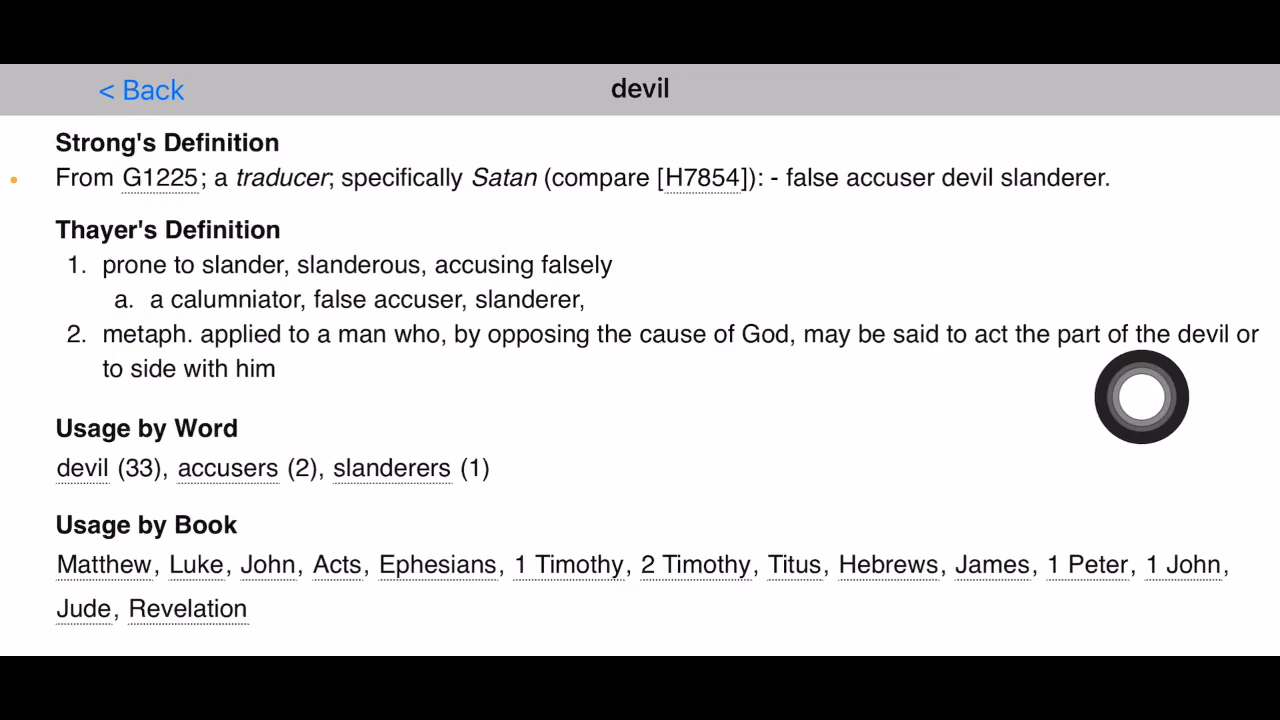 < Back
devil
Strong's Definition
From G1225; a traducer; specifically Satan (compare [H7854]): - false accuser devil slanderer.
Thayer's Definition
1. prone to slander, slanderous, accusing falsely
a. a calumniator, false accuser, slanderer,
2. metaph. applied to a man who, by opposing the cause of God, may be said to act the part of the devil or
to side with him
Usage by Word
devil (33), accusers (2), slanderers (1)
Usage by Book
Matthew, Luke, John, Acts, Ephesians, 1 Timothy, 2 Timothy, Titus, Hebrews, James, 1 Peter, 1 John,
Jude, Revelation